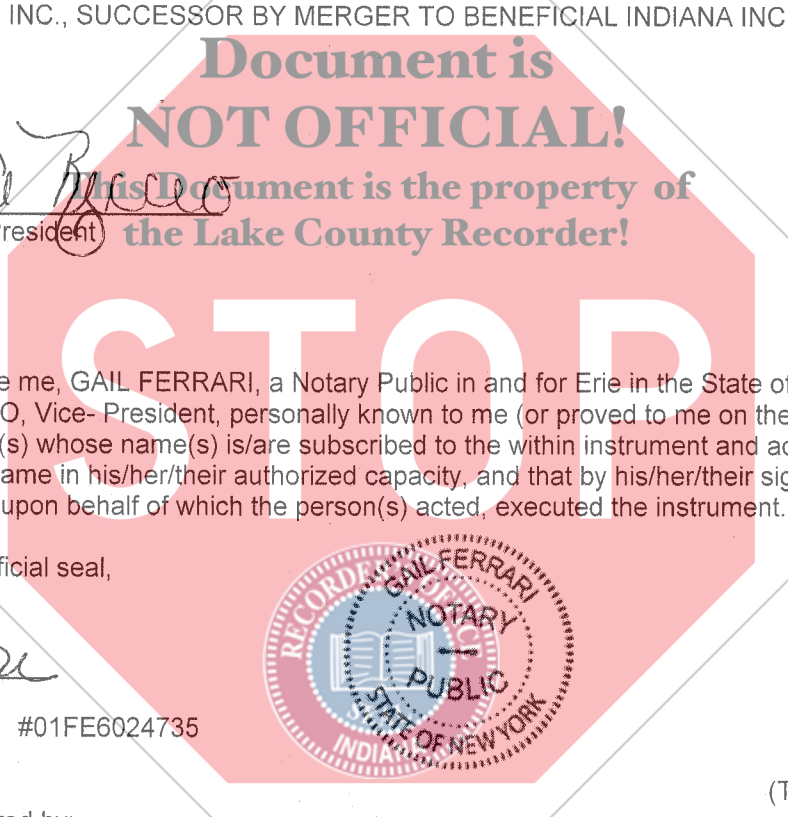 INC., SUCCESSOR BY MERGER TO BENEFICIAL INDIANA INC
Document is
NOT OFFICIAL!
This Document is the property of
the Lake County Recorder!
President
STOP
e me, GAIL FERRARI, a Notary Public in and for Erie in the State of
O, Vice- President, personally known to me (or proved to me on the
(s) whose name(s) is/are subscribed to the within instrument and ac
ame in his/her/their authorized capacity, and that by his/her/their sig
upon behalf of which the person(s) acted, executed the instrument.
ficial seal,
RECORDER'S OFFICE
SEAL
INDIANA
GAIL FERRARI
NOTARY
PUBLIC
STATE OF NEW YORK
#01FE6024735
(T